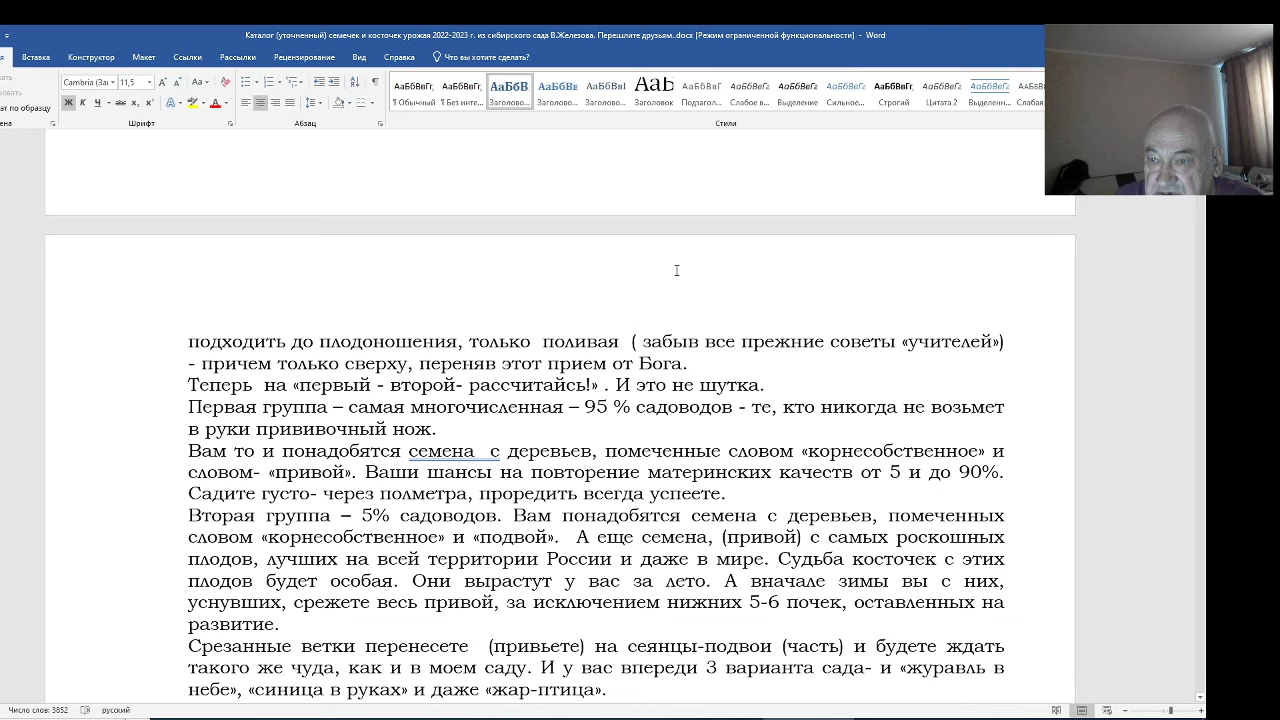 Каталог (уточненный) семечек и косточек урожая 2022-2023 г. из сибирского сада В.Железова. Перешлите друзьям..docx [Режим ограниченной функциональности] - Word
Вставка Конструктор Макет Ссылки Рассылки Рецензирование Вид Справка Что вы хотите сделать?
Cambria (За 11,5
ат по образцу
Ж К Ч abc x₂ x²
АаБбВвГг, АаБбВвГг, АаБбВ АаБбВв АаБбВвГ АаБ АаБбВвГ АаБбВвГг АаБбВвГг АаБбВвГг АаБбВвГг, АаБбВвГг АаБбВвГг АаБбВвГ
¶ Обычный ¶ Без инте... Заголово... Заголово... Заголово... Заголовок Подзагол... Слабое в... Выделение Сильное... Строгий Цитата 2 Выделенн... Слабая
Шрифт Абзац Стили
подходить до плодоношения, только поливая ( забыв все прежние советы «учителей»)
- причем только сверху, переняв этот прием от Бога.
Теперь на «первый - второй- рассчитайсь!» . И это не шутка.
Первая группа – самая многочисленная – 95 % садоводов - те, кто никогда не возьмет
в руки прививочный нож.
Вам то и понадобятся семена с деревьев, помеченные словом «корнесобственное» и
словом- «привой». Ваши шансы на повторение материнских качеств от 5 и до 90%.
Садите густо- через полметра, проредить всегда успеете.
Вторая группа – 5% садоводов. Вам понадобятся семена с деревьев, помеченных
словом «корнесобственное» и «подвой». А еще семена, (привой) с самых роскошных
плодов, лучших на всей территории России и даже в мире. Судьба косточек с этих
плодов будет особая. Они вырастут у вас за лето. А вначале зимы вы с них,
уснувших, срежете весь привой, за исключением нижних 5-6 почек, оставленных на
развитие.
Срезанные ветки перенесете (привьете) на сеянцы-подвои (часть) и будете ждать
такого же чуда, как и в моем саду. И у вас впереди 3 варианта сада- и «журавль в
небе», «синица в руках» и даже «жар-птица».
Число слов: 3852 русский